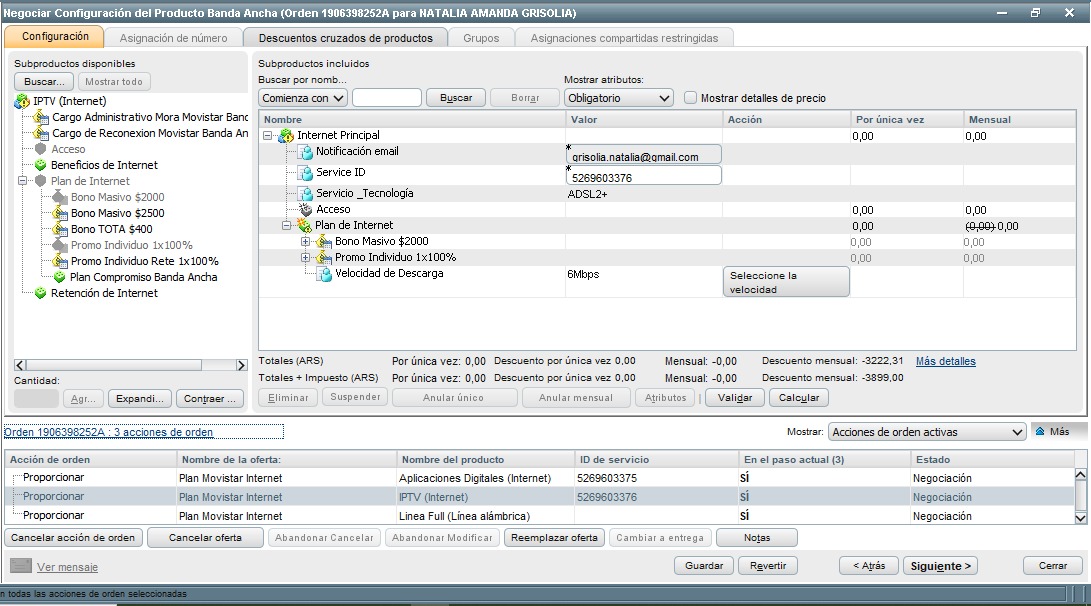 Negociar Configuración del Producto Banda Ancha (Orden 1906398252A para NATALIA AMANDA GRISOLIA)
Configuración Asignación de número Descuentos cruzados de productos Grupos Asignaciones compartidas restringidas
Subproductos disponibles
Buscar... Mostrar todo
IPTV (Internet)
Cargo Administrativo Mora Movistar Banc
Cargo de Reconexion Movistar Banda An
Acceso
Beneficios de Internet
Plan de Internet
Bono Masivo $2000
Bono Masivo $2500
Bono TOTA $400
Promo Individuo 1x100%
Promo Individuo Rete 1x100%
Plan Compromiso Banda Ancha
Retención de Internet
Cantidad:
Agr... Expandi... Contraer ...
Subproductos incluidos
Buscar por nomb... Mostrar atributos:
Comienza con Buscar Borrar Obligatorio Mostrar detalles de precio
Nombre Valor Acción Por única vez Mensual
Internet Principal 0,00 0,00
Notificación email * grisolia.natalia@gmail.com
Service ID * 5269603376
Servicio _Tecnología ADSL2+
Acceso 0,00 0,00
Plan de Internet 0,00 (0,00) 0,00
Bono Masivo $2000 0,00 0,00
Promo Individuo 1x100% 0,00 0,00
Velocidad de Descarga 6Mbps Seleccione la
velocidad
Totales (ARS) Por única vez: 0,00 Descuento por única vez 0,00 Mensual: -0,00 Descuento mensual: -3222,31 Más detalles
Totales + Impuesto (ARS) Por única vez: 0,00 Descuento por única vez 0,00 Mensual: -0,00 Descuento mensual: -3899,00
Eliminar Suspender Anular único Anular mensual Atributos | Validar Calcular
Orden 1906398252A : 3 acciones de orden Mostrar: Acciones de orden activas Más
Acción de orden Nombre de la oferta: Nombre del producto ID de servicio En el paso actual (3) Estado
Proporcionar Plan Movistar Internet Aplicaciones Digitales (Internet) 5269603375 SÍ Negociación
Proporcionar Plan Movistar Internet IPTV (Internet) 5269603376 SÍ Negociación
Proporcionar Plan Movistar Internet Linea Full (Línea alámbrica) SÍ Negociación
Cancelar acción de orden Cancelar oferta Abandonar Cancelar Abandonar Modificar Reemplazar oferta Cambiar a entrega Notas
Ver mensaje Guardar Revertir < Atrás Siguiente > Cerrar
n todas las acciones de orden seleccionadas